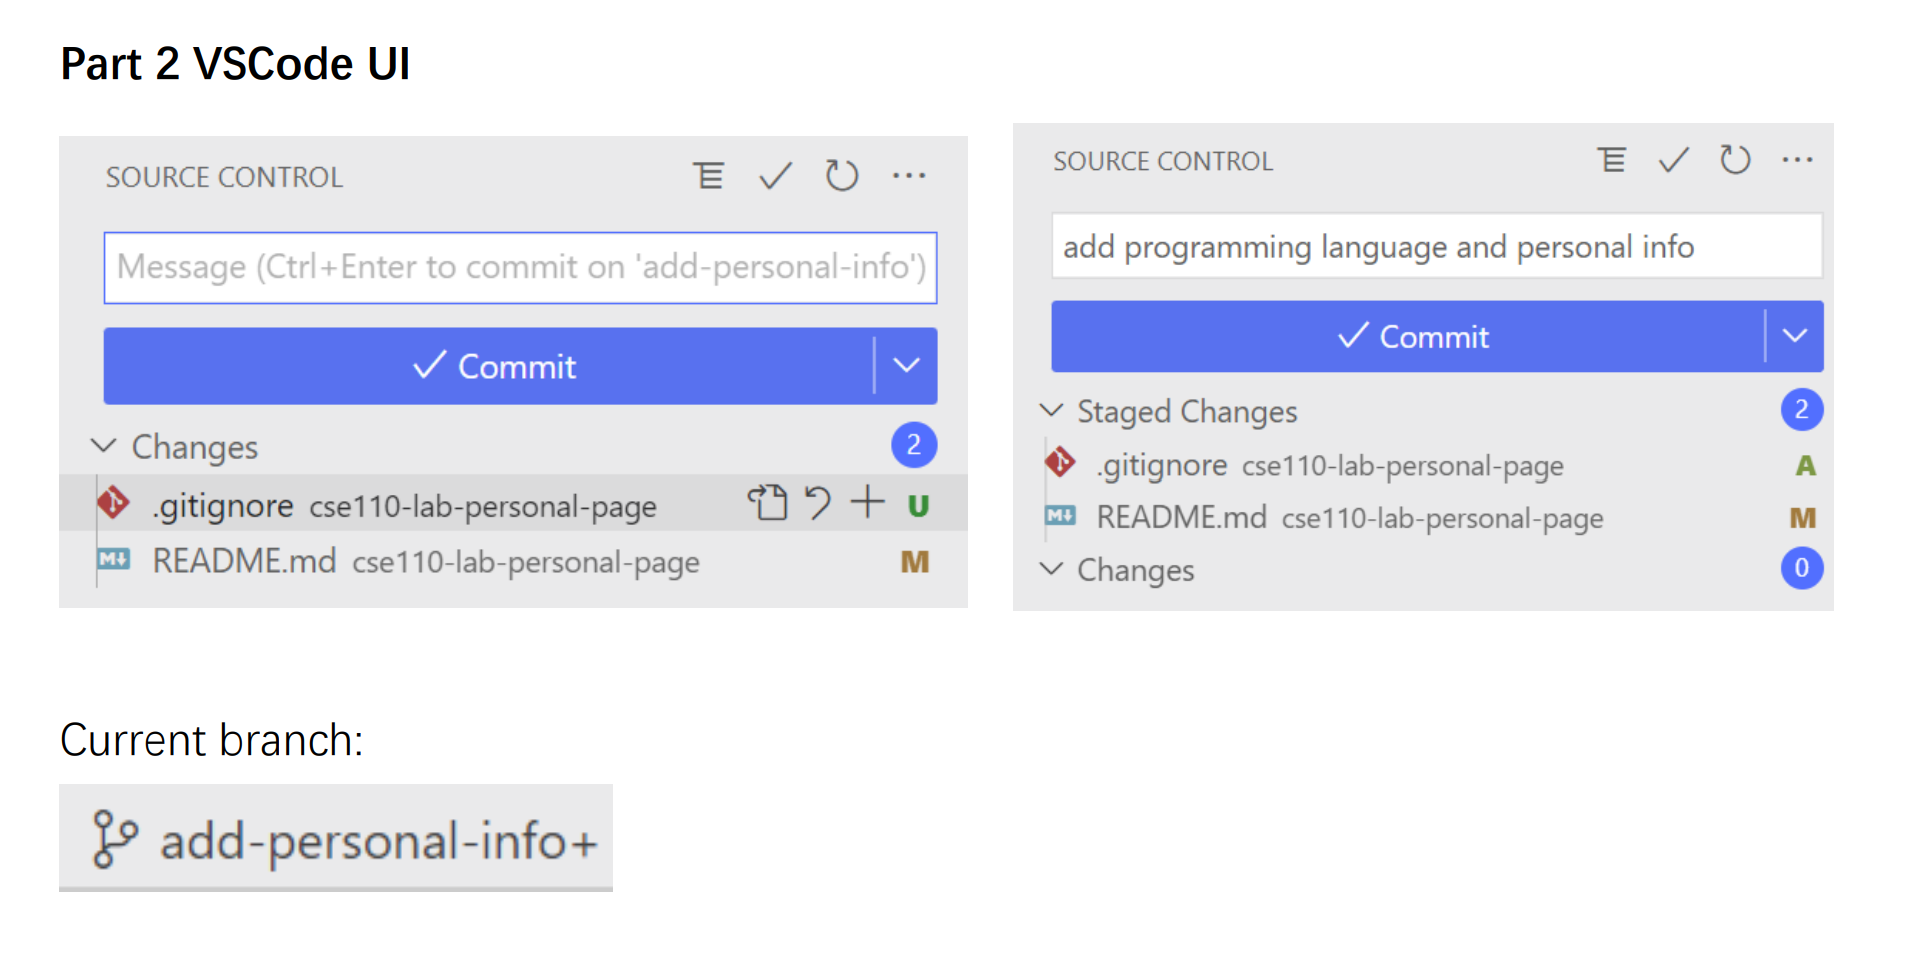 Part 2 VSCode UI
SOURCE CONTROL
Message (Ctrl+Enter to commit on 'add-personal-info')
Commit
Changes 2
.gitignore cse110-lab-personal-page U
M↓ README.md cse110-lab-personal-page M
SOURCE CONTROL
add programming language and personal info
Commit
Staged Changes 2
.gitignore cse110-lab-personal-page A
M↓ README.md cse110-lab-personal-page M
Changes 0
Current branch:
add-personal-info+